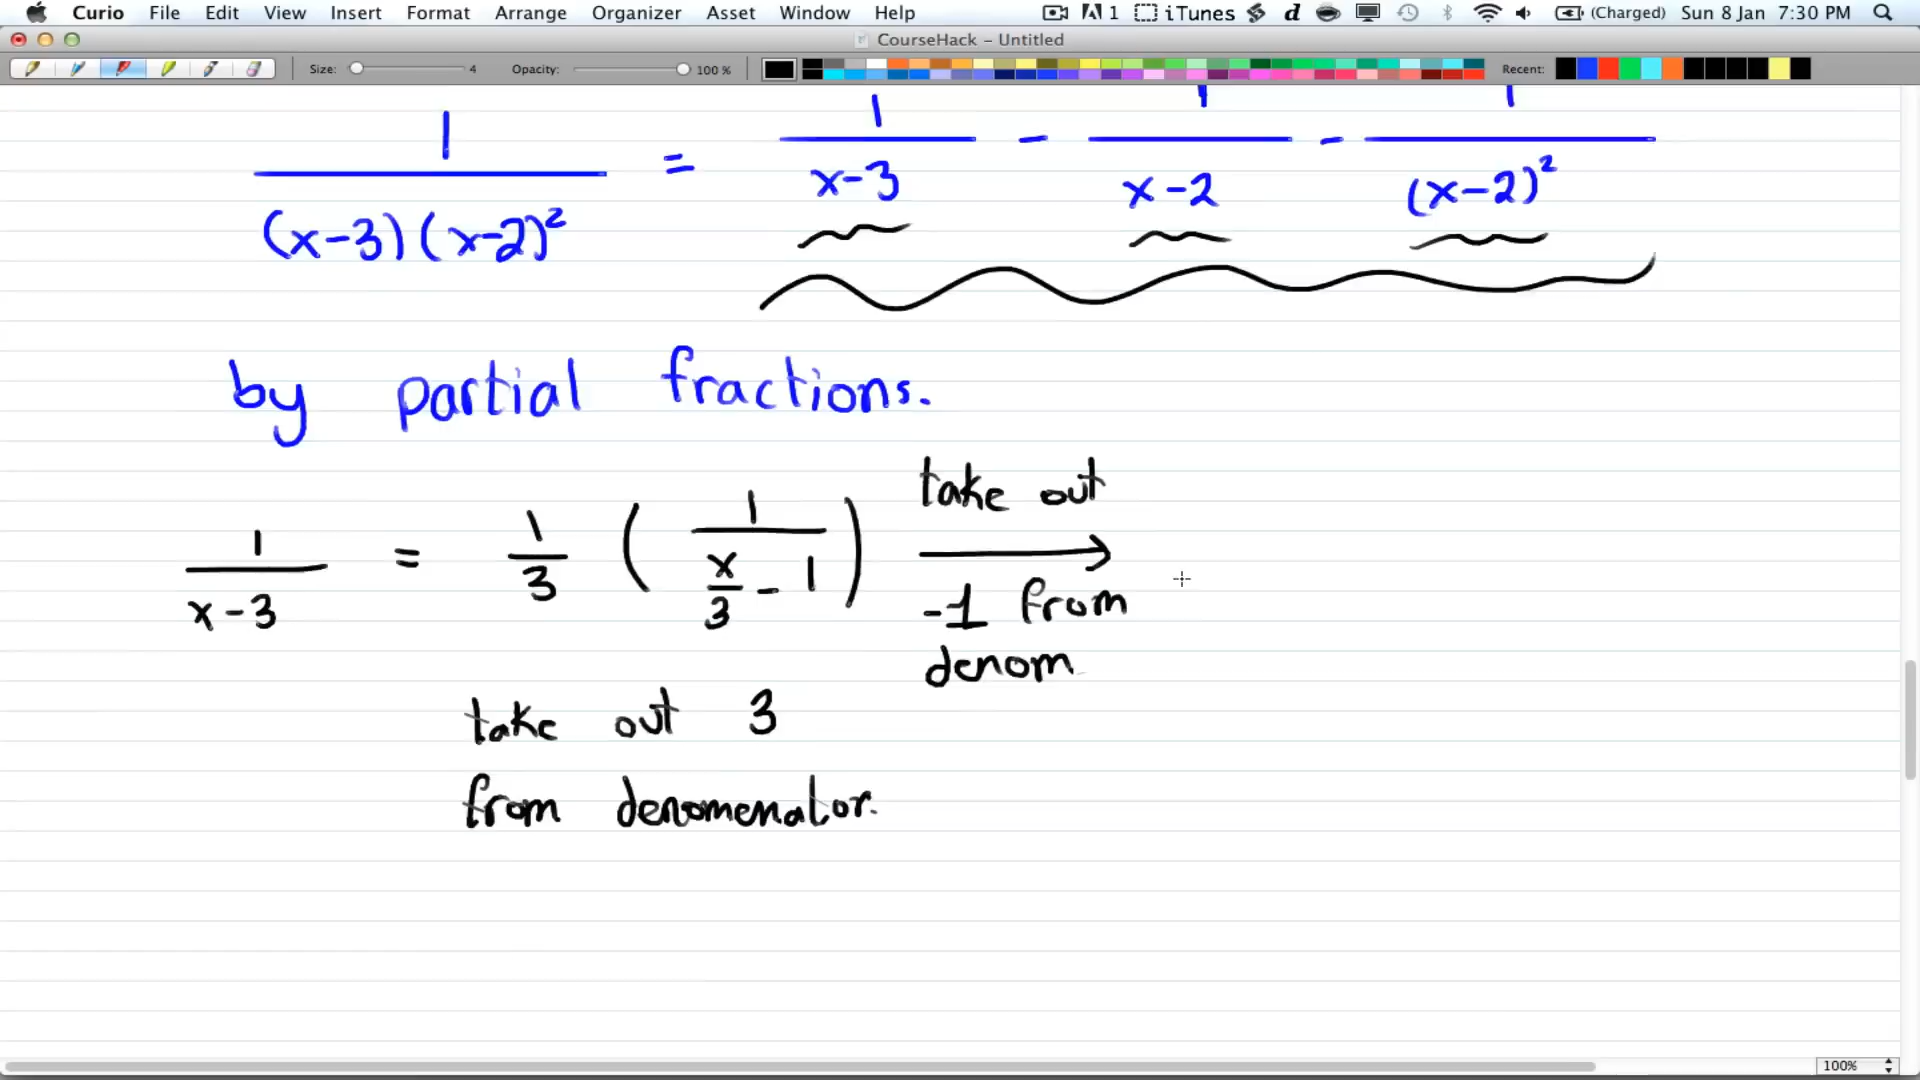 Curio File Edit View Insert Format Arrange Organizer Asset Window Help 1 iTunes d (Charged) Sun 8 Jan 7:30 PM
CourseHack – Untitled
Size: 4 Opacity: 100 % Recent:
1/((x-3)(x-2)²) = 1/(x-3) - 1/(x-2) - 1/(x-2)²
by partial fractions.
take out
1/(x-3) = 1/3 (1/(x/3 - 1)) →
-1 from
denom
take out 3
from denomenator.
100%